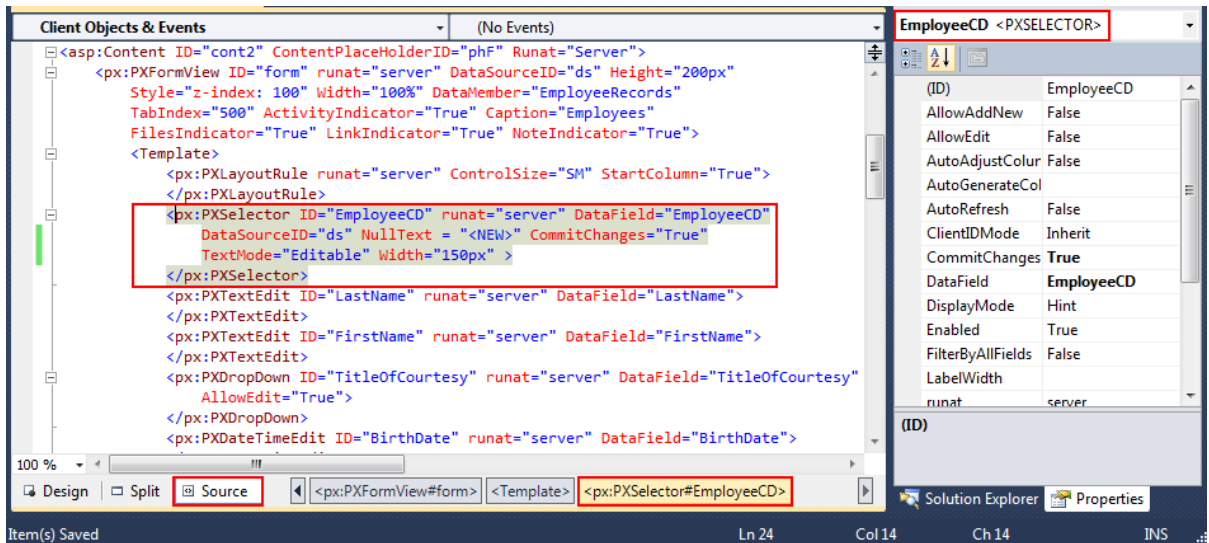 Client Objects & Events
(No Events)
<asp:Content ID="cont2" ContentPlaceHolderID="phF" Runat="Server">
<px:PXFormView ID="form" runat="server" DataSourceID="ds" Height="200px"
Style="z-index: 100" Width="100%" DataMember="EmployeeRecords"
TabIndex="500" ActivityIndicator="True" Caption="Employees"
FilesIndicator="True" LinkIndicator="True" NoteIndicator="True">
<Template>
<px:PXLayoutRule runat="server" ControlSize="SM" StartColumn="True">
</px:PXLayoutRule>
<px:PXSelector ID="EmployeeCD" runat="server" DataField="EmployeeCD"
DataSourceID="ds" NullText = "<NEW>" CommitChanges="True"
TextMode="Editable" Width="150px" >
</px:PXSelector>
<px:PXTextEdit ID="LastName" runat="server" DataField="LastName">
</px:PXTextEdit>
<px:PXTextEdit ID="FirstName" runat="server" DataField="FirstName">
</px:PXTextEdit>
<px:PXDropDown ID="TitleOfCourtesy" runat="server" DataField="TitleOfCourtesy"
AllowEdit="True">
</px:PXDropDown>
<px:PXDateTimeEdit ID="BirthDate" runat="server" DataField="BirthDate">
100 %
Design Split Source <px:PXFormView#form> <Template> <px:PXSelector#EmployeeCD>
EmployeeCD <PXSELECTOR>
(ID) EmployeeCD
AllowAddNew False
AllowEdit False
AutoAdjustColur False
AutoGenerateCol
AutoRefresh False
ClientIDMode Inherit
CommitChanges True
DataField EmployeeCD
DisplayMode Hint
Enabled True
FilterByAllFields False
LabelWidth
runat server
(ID)
Solution Explorer Properties
Item(s) Saved Ln 24 Col 14 Ch 14 INS